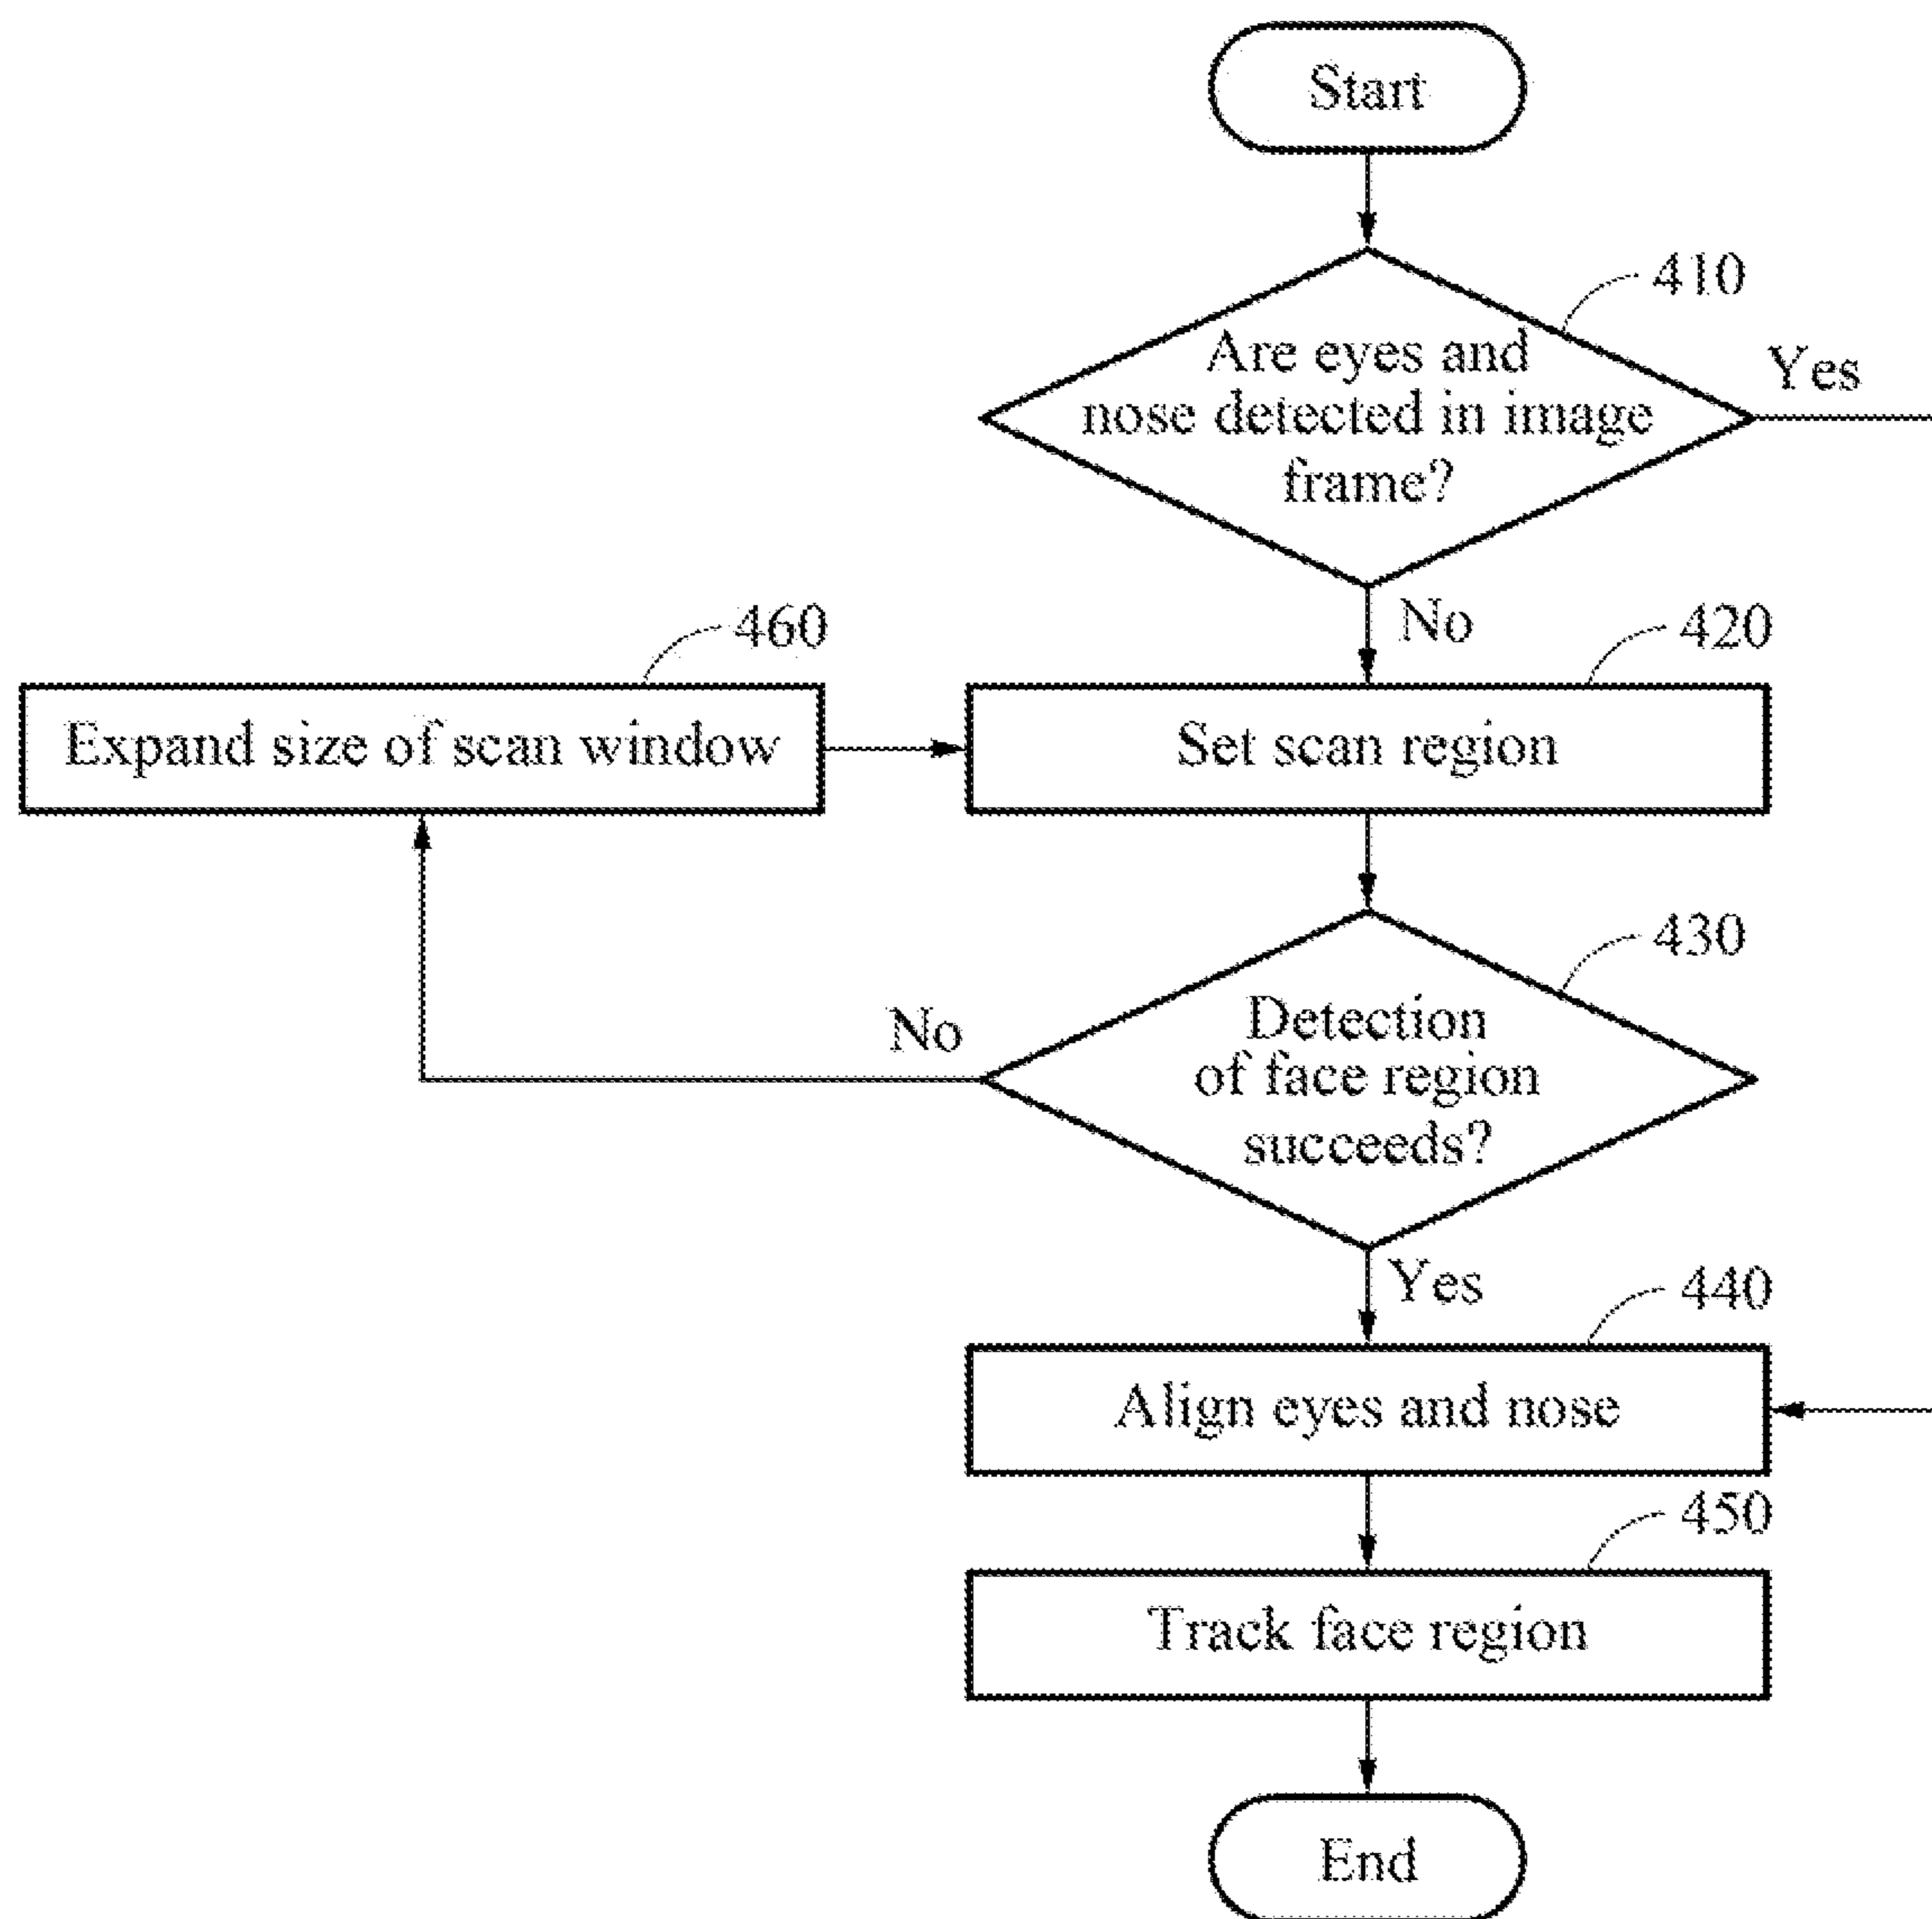 Start
410
Are eyes and
nose detected in image
frame?
Yes
No
460
420
Expand size of scan window
Set scan region
430
No
Detection
of face region
succeeds?
Yes
440
Align eyes and nose
450
Track face region
End